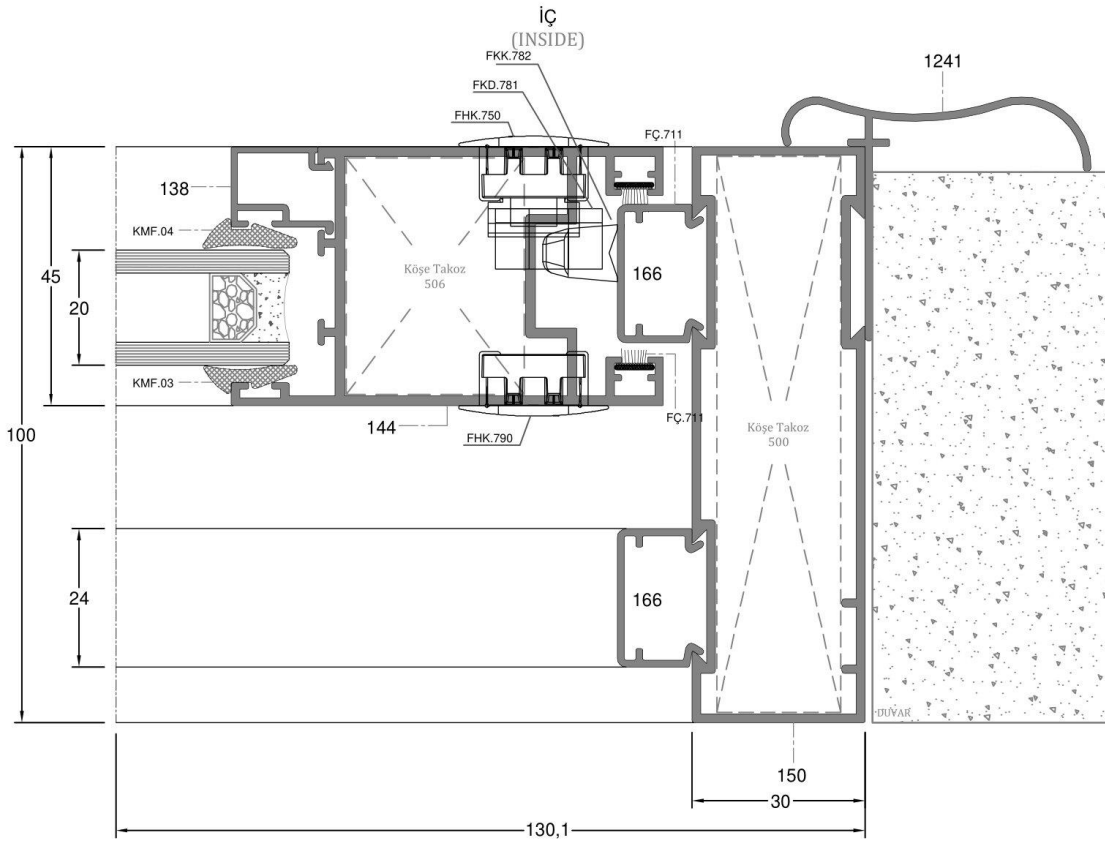 İÇ
(INSIDE)
FKK.782
1241
FKD.781
FHK.750
FÇ.711
138
KMF.04
45
20
Köşe Takoz
506
166
KMF.03
FÇ.711
100
144
FHK.790
Köşe Takoz
500
24
166
DUVAR
150
30
130,1